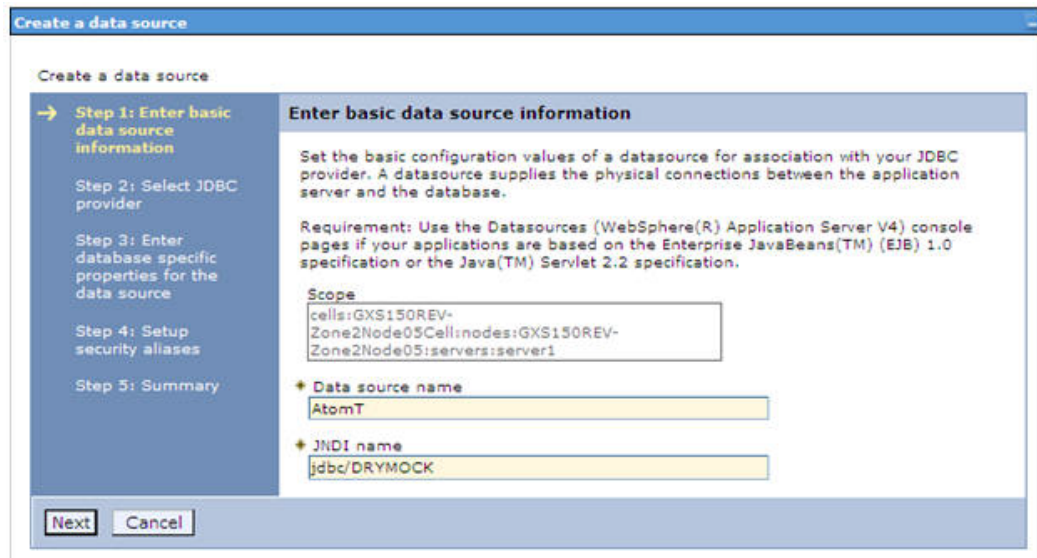 Create a data source
Create a data source
Step 1: Enter basic
data source
information
Step 2: Select JDBC
provider
Step 3: Enter
database specific
properties for the
data source
Step 4: Setup
security aliases
Step 5: Summary
Enter basic data source information
Set the basic configuration values of a datasource for association with your JDBC
provider. A datasource supplies the physical connections between the application
server and the database.
Requirement: Use the Datasources (WebSphere(R) Application Server V4) console
pages if your applications are based on the Enterprise JavaBeans(TM) (EJB) 1.0
specification or the Java(TM) Servlet 2.2 specification.
Scope
cells:GXS150REV-
Zone2Node05Cell:nodes:GXS150REV-
Zone2Node05:servers:server1
Data source name
AtomT
JNDI name
jdbc/DRYMOCK
Next Cancel